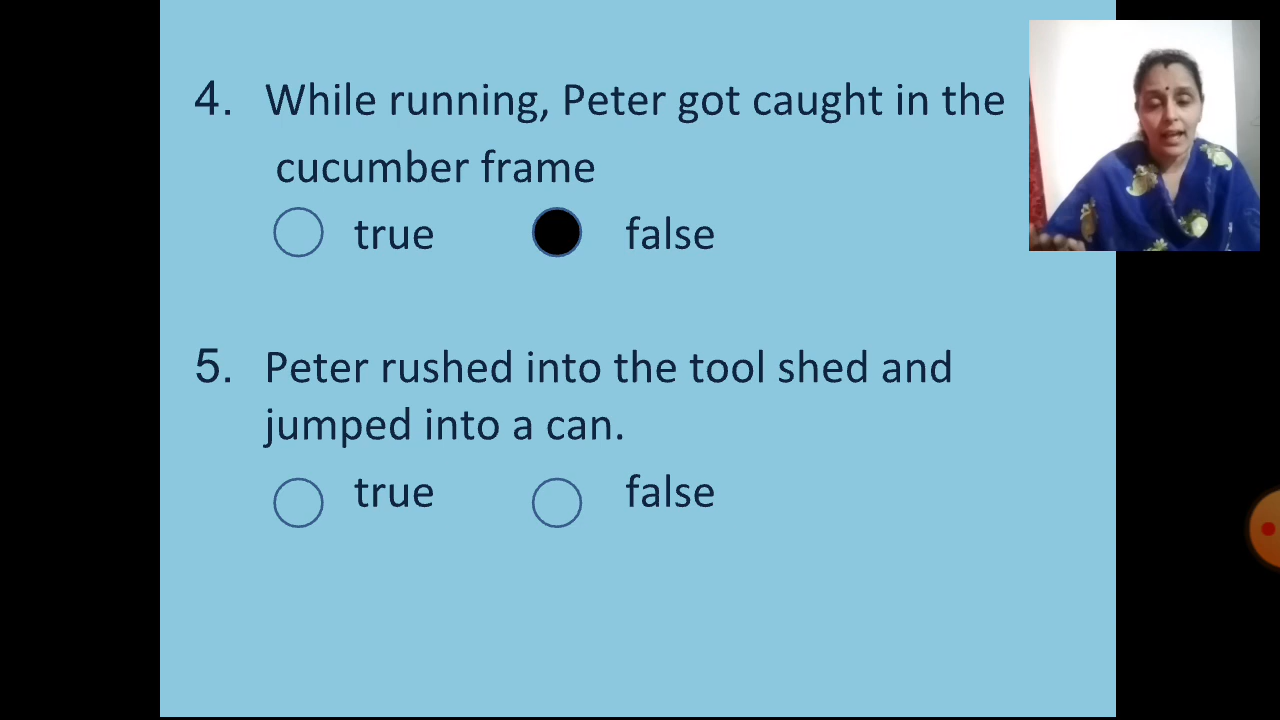 4. While running, Peter got caught in the
cucumber frame
true false
5. Peter rushed into the tool shed and
jumped into a can.
true false